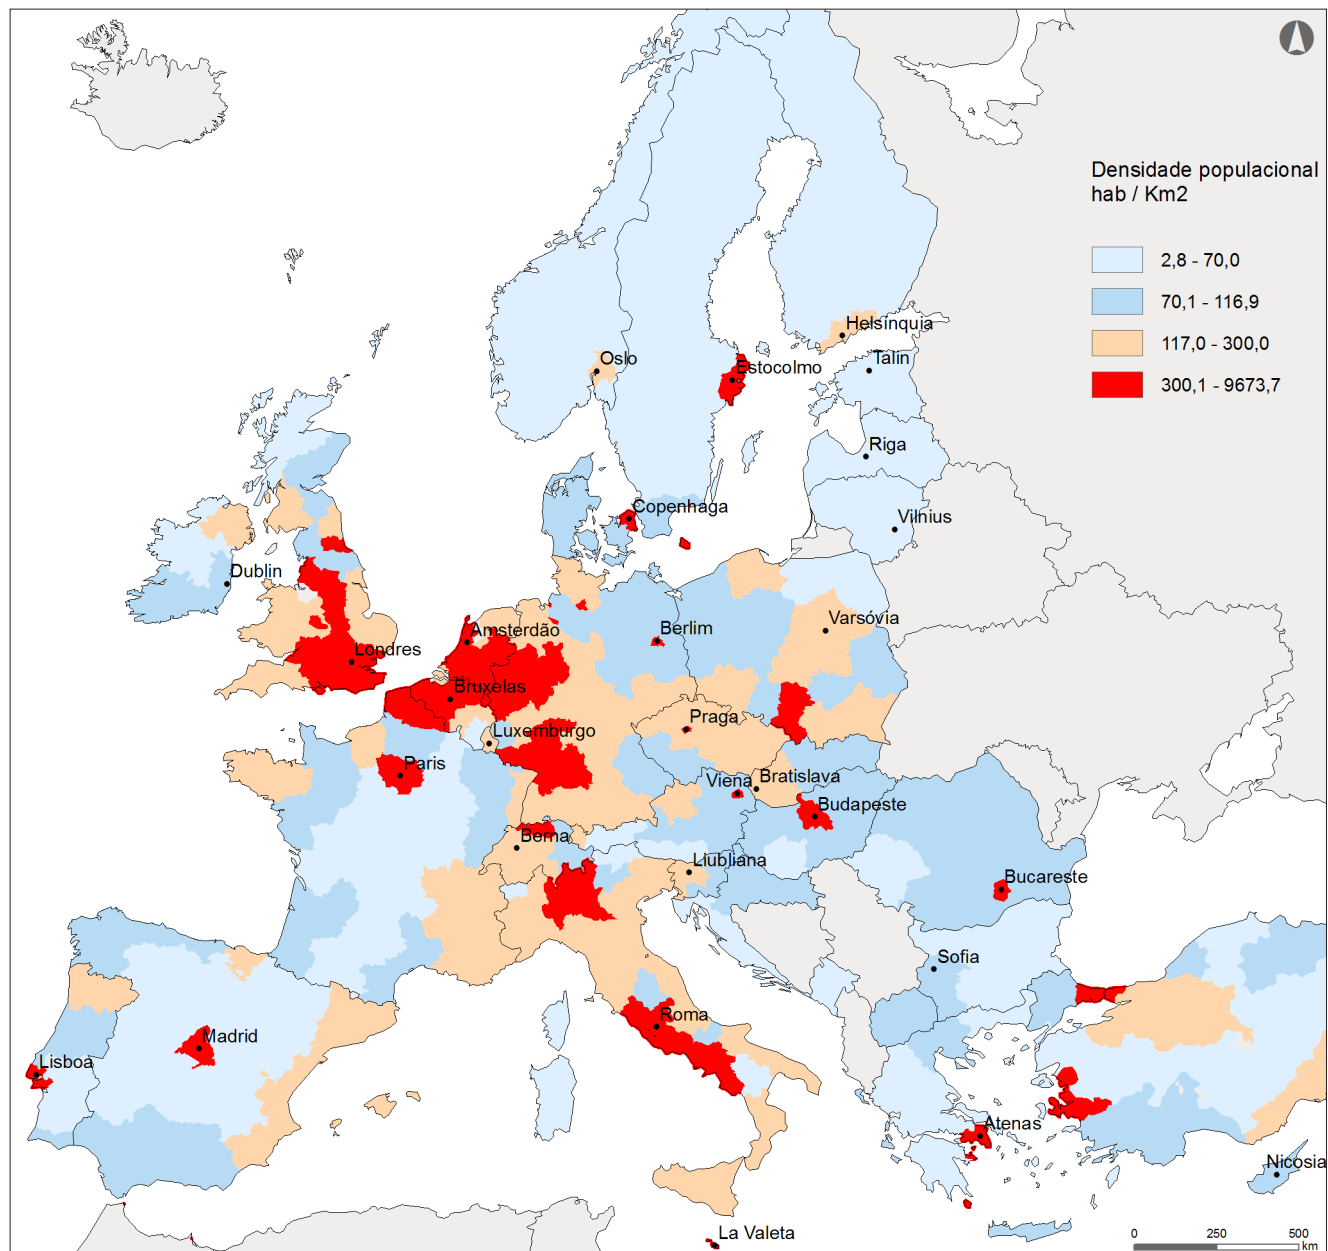 Densidade populacional
hab / Km2
2,8 - 70,0
70,1 - 116,9
117,0 - 300,0
300,1 - 9673,7
Helsínquia
Oslo
Talin
Estocolmo
Riga
Copenhaga
Vilnius
Dublin
Varsóvia
Amsterdão
Berlim
Londres
Bruxelas
Praga
Luxemburgo
Paris
Viena
Bratislava
Budapeste
Berna
Liubliana
Bucareste
Sofia
Roma
Madrid
Lisboa
Atenas
Nicosia
La Valeta
0 250 500
km